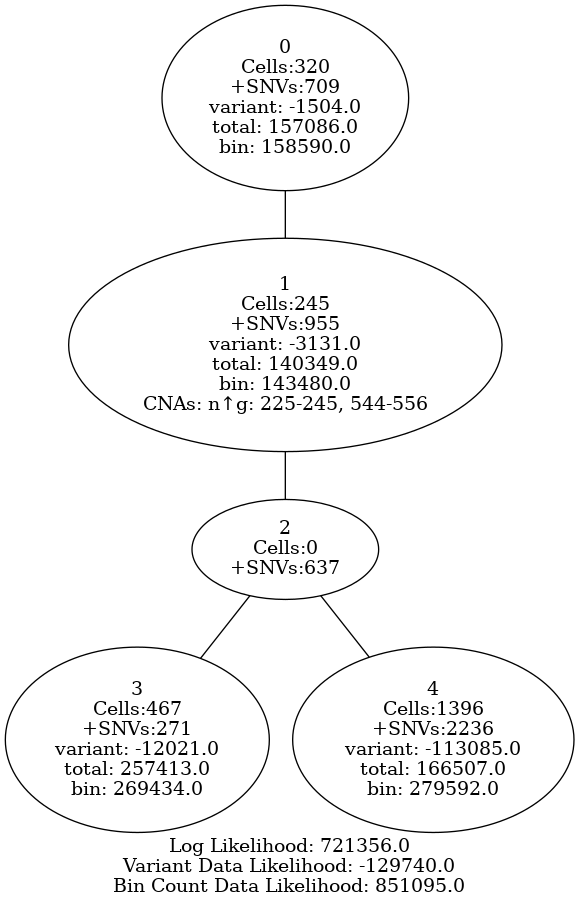 0
Cells:320
+SNVs:709
variant: -1504.0
total: 157086.0
bin: 158590.0
1
Cells:245
+SNVs:955
variant: -3131.0
total: 140349.0
bin: 143480.0
CNAs: n↑g: 225-245, 544-556
2
Cells:0
+SNVs:637
3
Cells:467
+SNVs:271
variant: -12021.0
total: 257413.0
bin: 269434.0
4
Cells:1396
+SNVs:2236
variant: -113085.0
total: 166507.0
bin: 279592.0
Log Likelihood: 721356.0
Variant Data Likelihood: -129740.0
Bin Count Data Likelihood: 851095.0